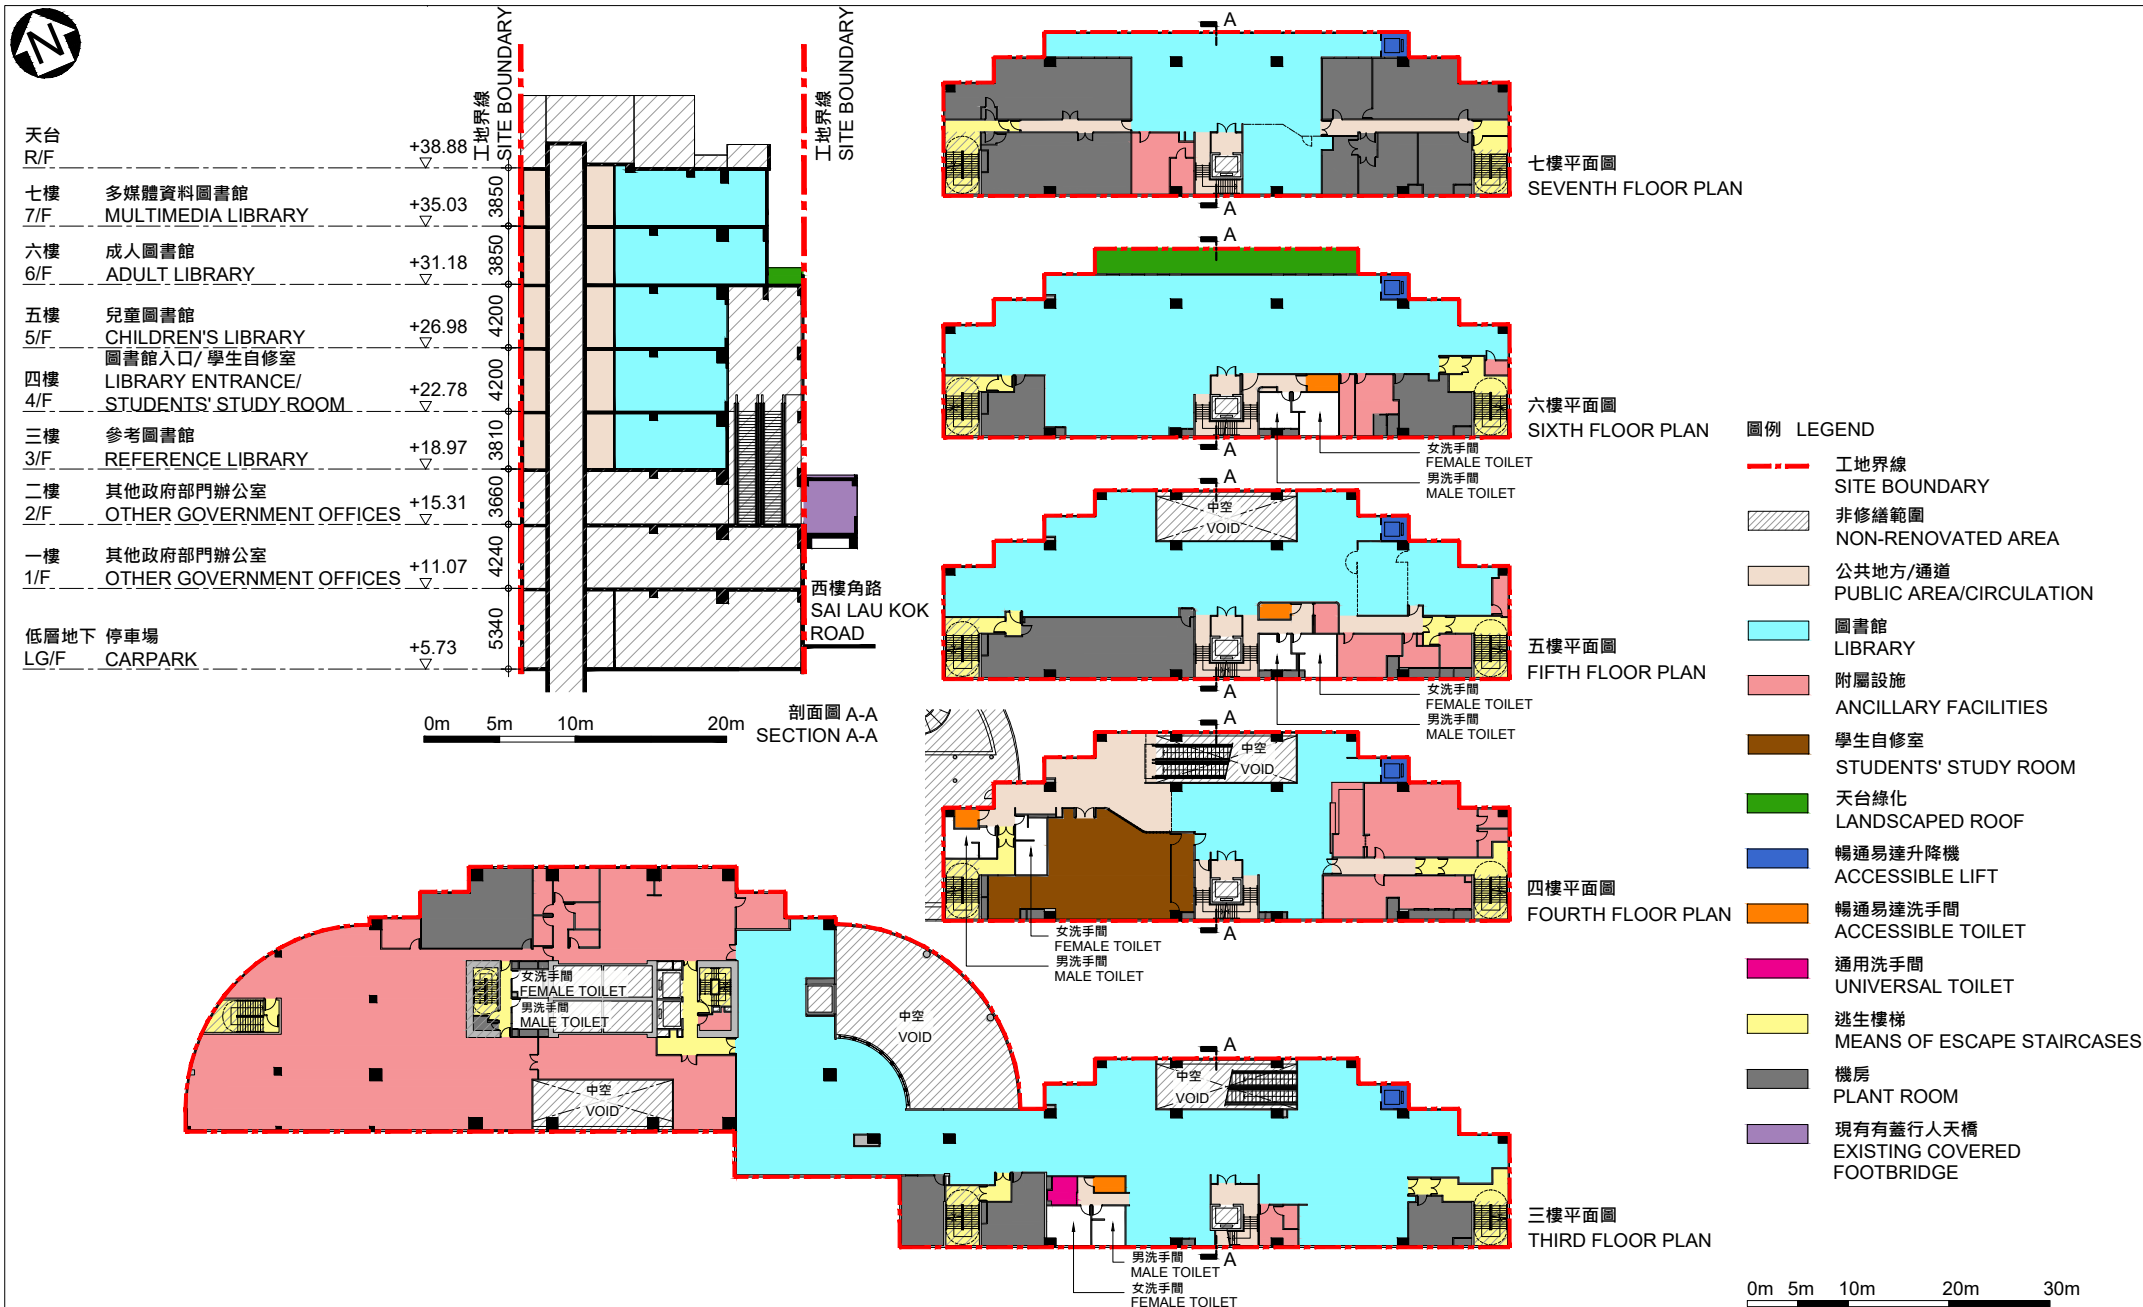 N
工地界線
SITE BOUNDARY
工地界線
SITE BOUNDARY
天台
R/F
+38.88
七樓 多媒體資料圖書館
7/F MULTIMEDIA LIBRARY
+35.03
六樓 成人圖書館
6/F ADULT LIBRARY
+31.18
五樓 兒童圖書館
5/F CHILDREN'S LIBRARY
+26.98
圖書館入口/ 學生自修室
四樓 LIBRARY ENTRANCE/
4/F STUDENTS' STUDY ROOM
+22.78
三樓 參考圖書館
3/F REFERENCE LIBRARY
+18.97
二樓 其他政府部門辦公室
2/F OTHER GOVERNMENT OFFICES
+15.31
一樓 其他政府部門辦公室
1/F OTHER GOVERNMENT OFFICES
+11.07
低層地下 停車場
LG/F CARPARK
+5.73
3850
3850
4200
4200
3810
3660
4240
5340
西樓角路
SAI LAU KOK
ROAD
0m 5m 10m 20m
剖面圖 A-A
SECTION A-A
A
A
七樓平面圖
SEVENTH FLOOR PLAN
A
A
六樓平面圖
SIXTH FLOOR PLAN
女洗手間
FEMALE TOILET
男洗手間
MALE TOILET
A
中空
VOID
A
五樓平面圖
FIFTH FLOOR PLAN
女洗手間
FEMALE TOILET
男洗手間
MALE TOILET
A
中空
VOID
A
四樓平面圖
FOURTH FLOOR PLAN
女洗手間
FEMALE TOILET
男洗手間
MALE TOILET
女洗手間
FEMALE TOILET
男洗手間
MALE TOILET
中空
VOID
中空
VOID
A
中空
VOID
A
三樓平面圖
THIRD FLOOR PLAN
男洗手間
MALE TOILET
女洗手間
FEMALE TOILET
圖例 LEGEND
工地界線
SITE BOUNDARY
非修繕範圍
NON-RENOVATED AREA
公共地方/通道
PUBLIC AREA/CIRCULATION
圖書館
LIBRARY
附屬設施
ANCILLARY FACILITIES
學生自修室
STUDENTS' STUDY ROOM
天台綠化
LANDSCAPED ROOF
暢通易達升降機
ACCESSIBLE LIFT
暢通易達洗手間
ACCESSIBLE TOILET
通用洗手間
UNIVERSAL TOILET
逃生樓梯
MEANS OF ESCAPE STAIRCASES
機房
PLANT ROOM
現有有蓋行人天橋
EXISTING COVERED
FOOTBRIDGE
0m 5m 10m 20m 30m